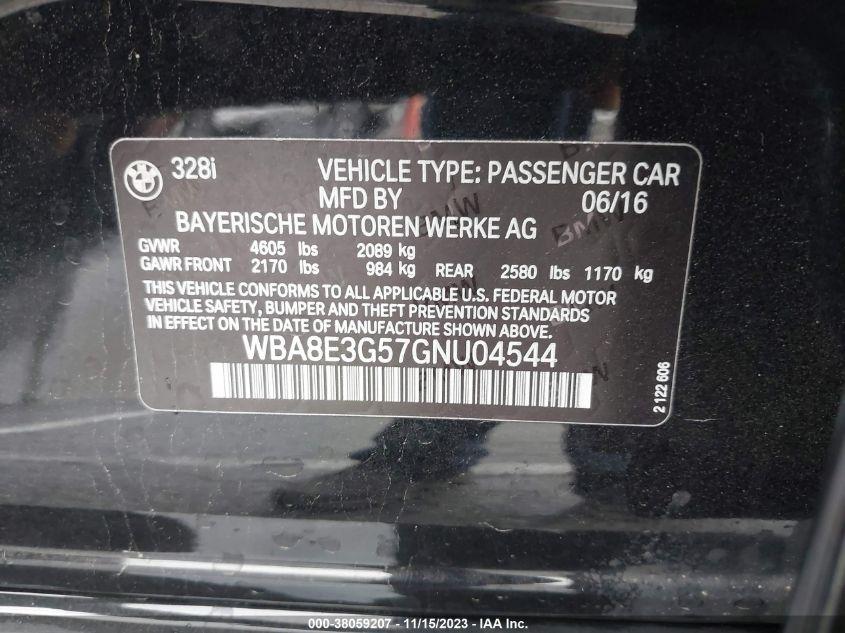 328i VEHICLE TYPE: PASSENGER CAR
MFD BY 06/16
BAYERISCHE MOTOREN WERKE AG
GVWR 4605 lbs 2089 kg
GAWR FRONT 2170 lbs 984 kg REAR 2580 lbs 1170 kg
THIS VEHICLE CONFORMS TO ALL APPLICABLE U.S. FEDERAL MOTOR
VEHICLE SAFETY, BUMPER AND THEFT PREVENTION STANDARDS
IN EFFECT ON THE DATE OF MANUFACTURE SHOWN ABOVE.
WBA8E3G57GNU04544
2 122 606
000-38059207 - 11/15/2023 - IAA Inc.